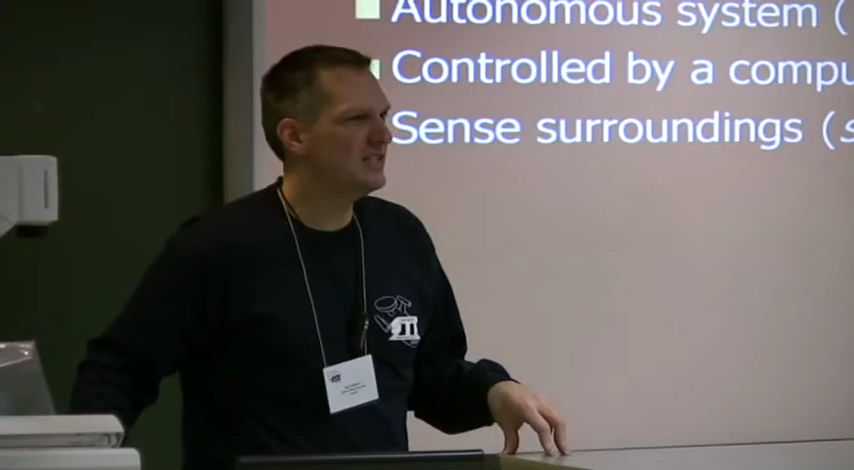 Autonomous system (
Controlled by a compu
Sense surroundings (s